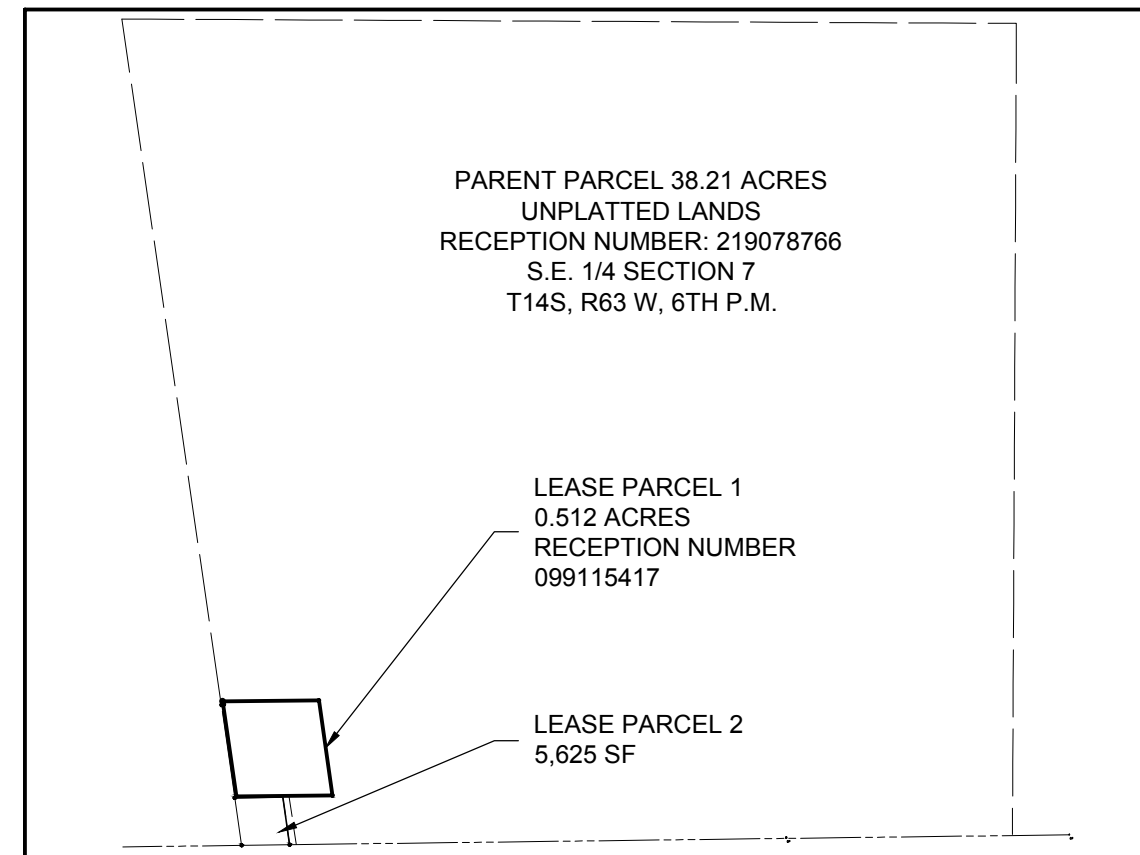 PARENT PARCEL 38.21 ACRES
UNPLATTED LANDS
RECEPTION NUMBER: 219078766
S.E. 1/4 SECTION 7
T14S, R63 W, 6TH P.M.
LEASE PARCEL 1
0.512 ACRES
RECEPTION NUMBER
099115417
LEASE PARCEL 2
5,625 SF